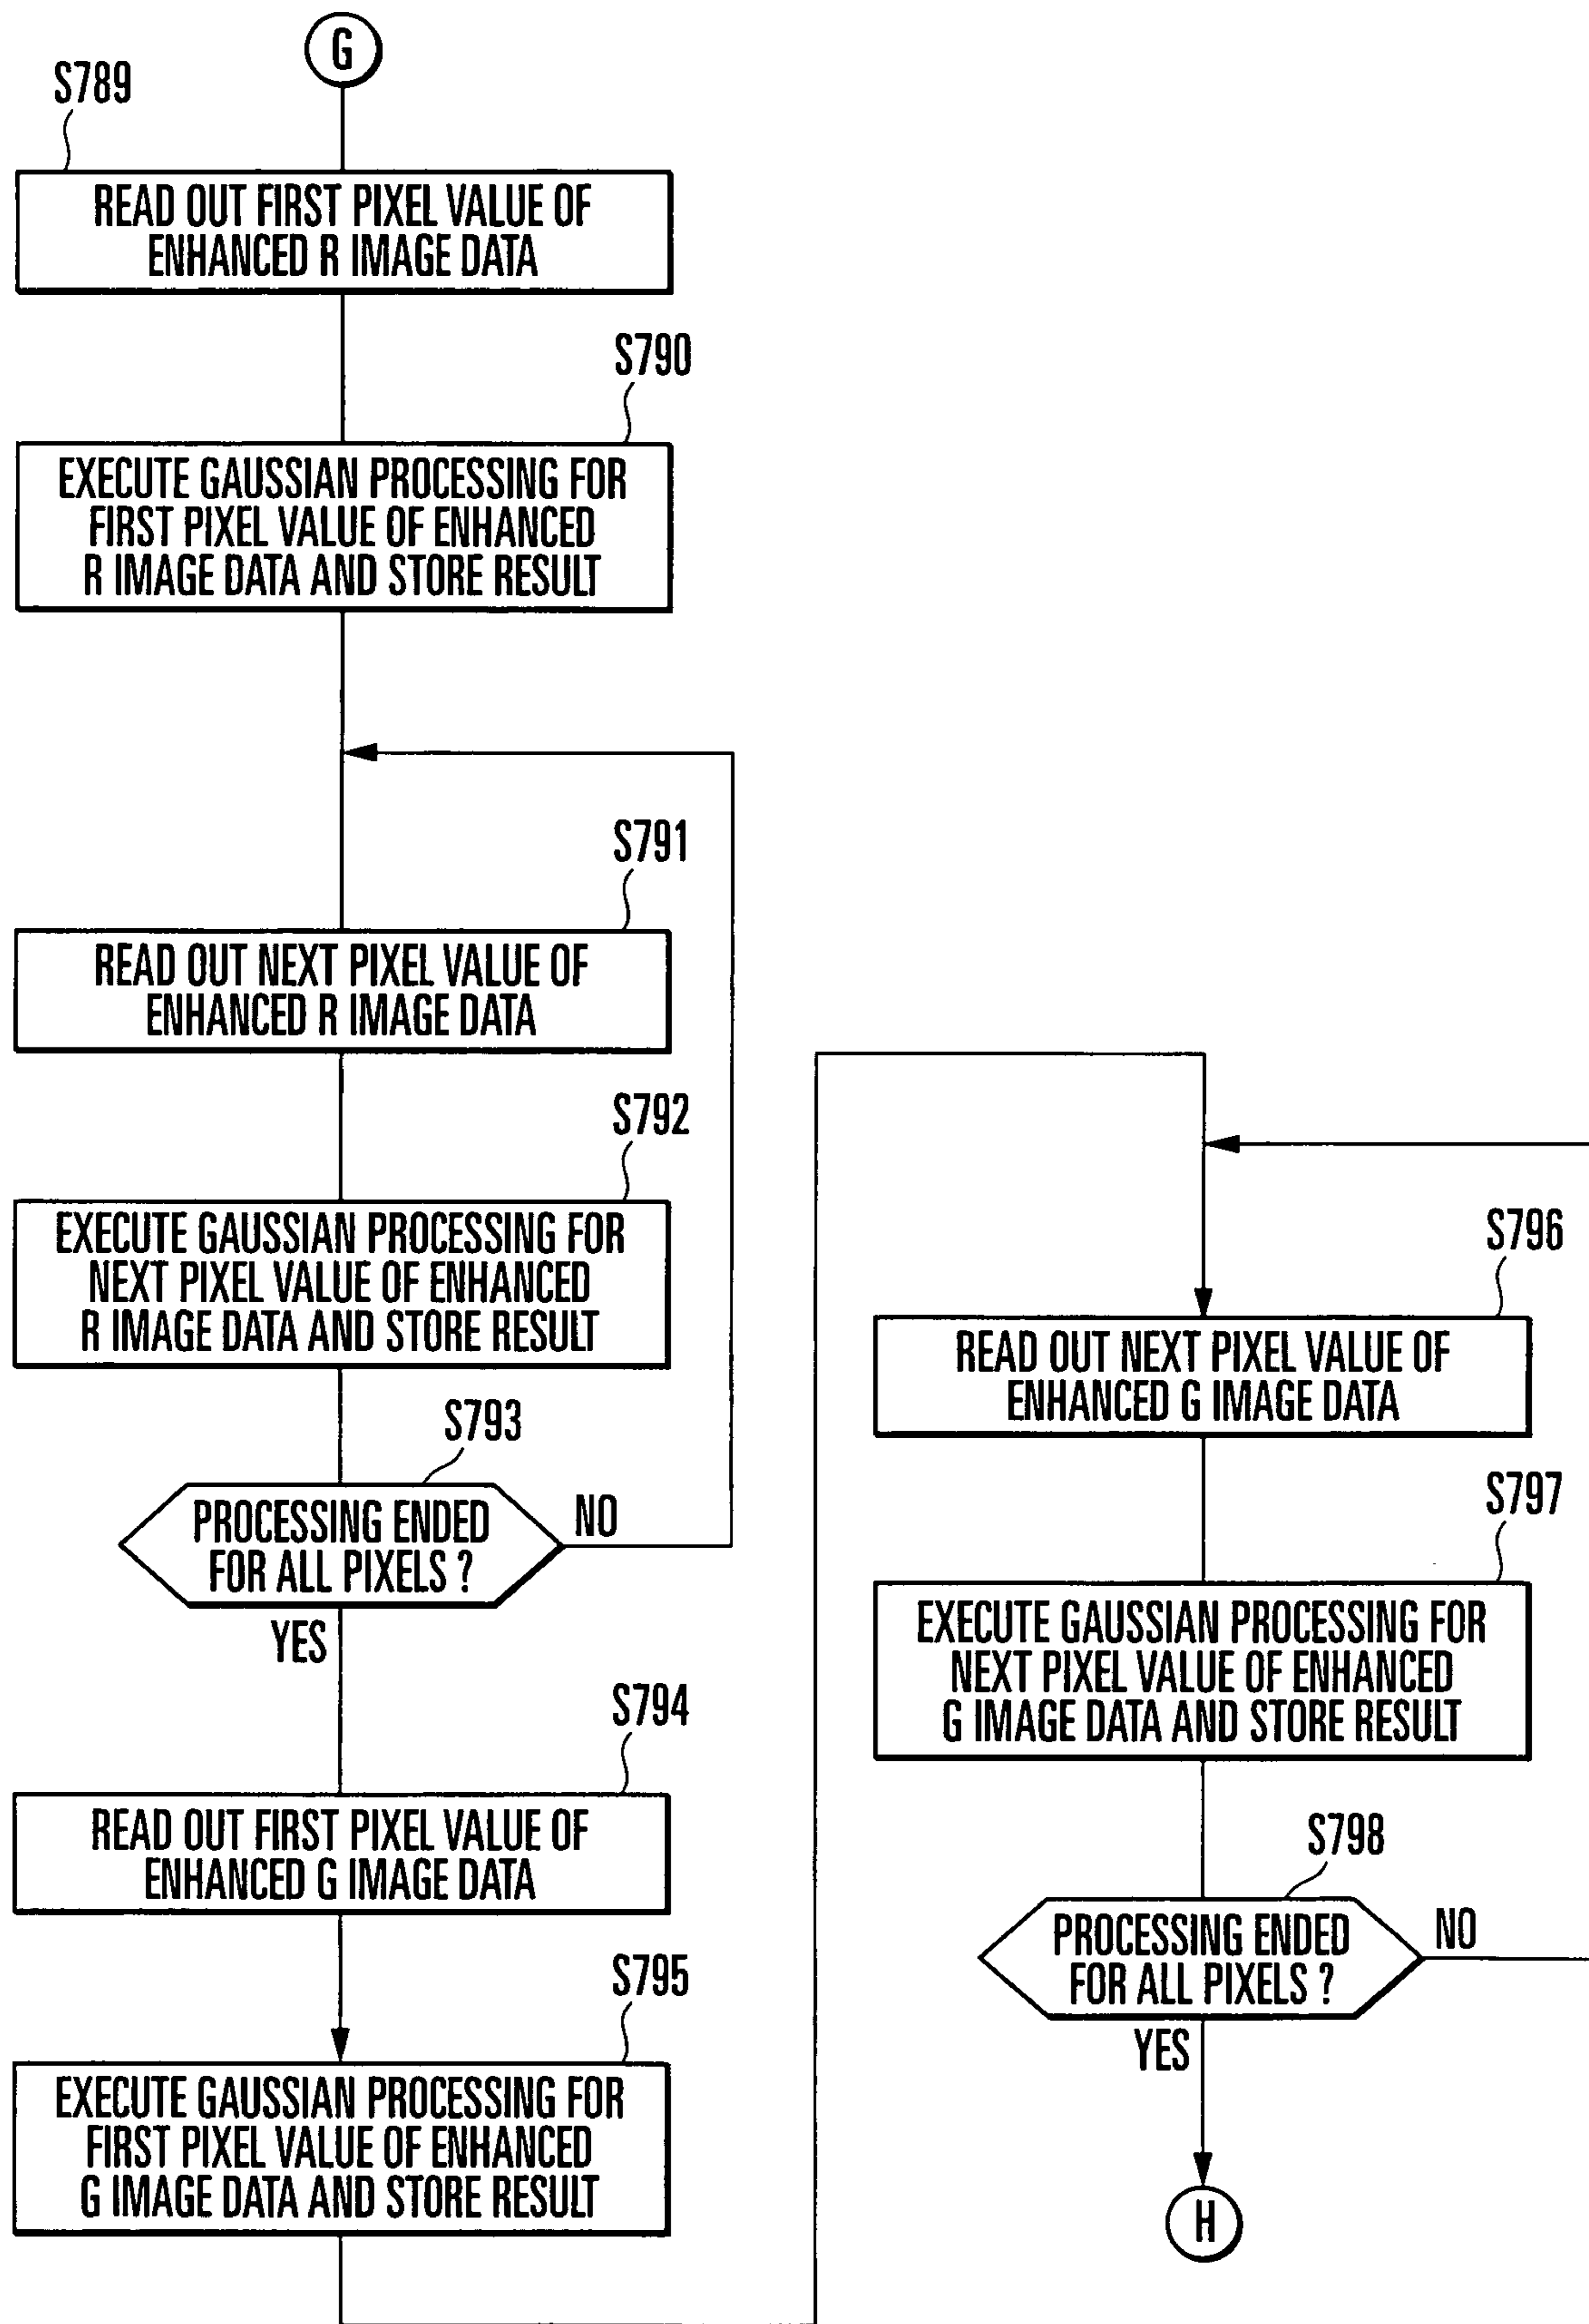 G
S789
READ OUT FIRST PIXEL VALUE OF
ENHANCED R IMAGE DATA
S790
EXECUTE GAUSSIAN PROCESSING FOR
FIRST PIXEL VALUE OF ENHANCED
R IMAGE DATA AND STORE RESULT
S791
READ OUT NEXT PIXEL VALUE OF
ENHANCED R IMAGE DATA
S792
EXECUTE GAUSSIAN PROCESSING FOR
NEXT PIXEL VALUE OF ENHANCED
R IMAGE DATA AND STORE RESULT
S793
PROCESSING ENDED
FOR ALL PIXELS ?
NO
YES
S794
READ OUT FIRST PIXEL VALUE OF
ENHANCED G IMAGE DATA
S795
EXECUTE GAUSSIAN PROCESSING FOR
FIRST PIXEL VALUE OF ENHANCED
G IMAGE DATA AND STORE RESULT
S796
READ OUT NEXT PIXEL VALUE OF
ENHANCED G IMAGE DATA
S797
EXECUTE GAUSSIAN PROCESSING FOR
NEXT PIXEL VALUE OF ENHANCED
G IMAGE DATA AND STORE RESULT
S798
PROCESSING ENDED
FOR ALL PIXELS ?
NO
YES
H